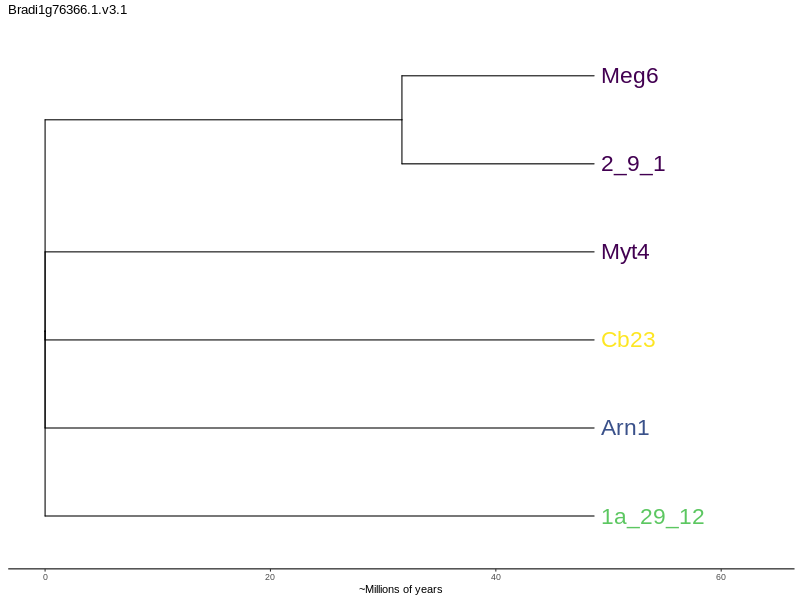 Bradi1g76366.1.v3.1
Meg6
2_9_1
Myt4
Cb23
Arn1
1a_29_12
0 20 40 60
~Millions of years